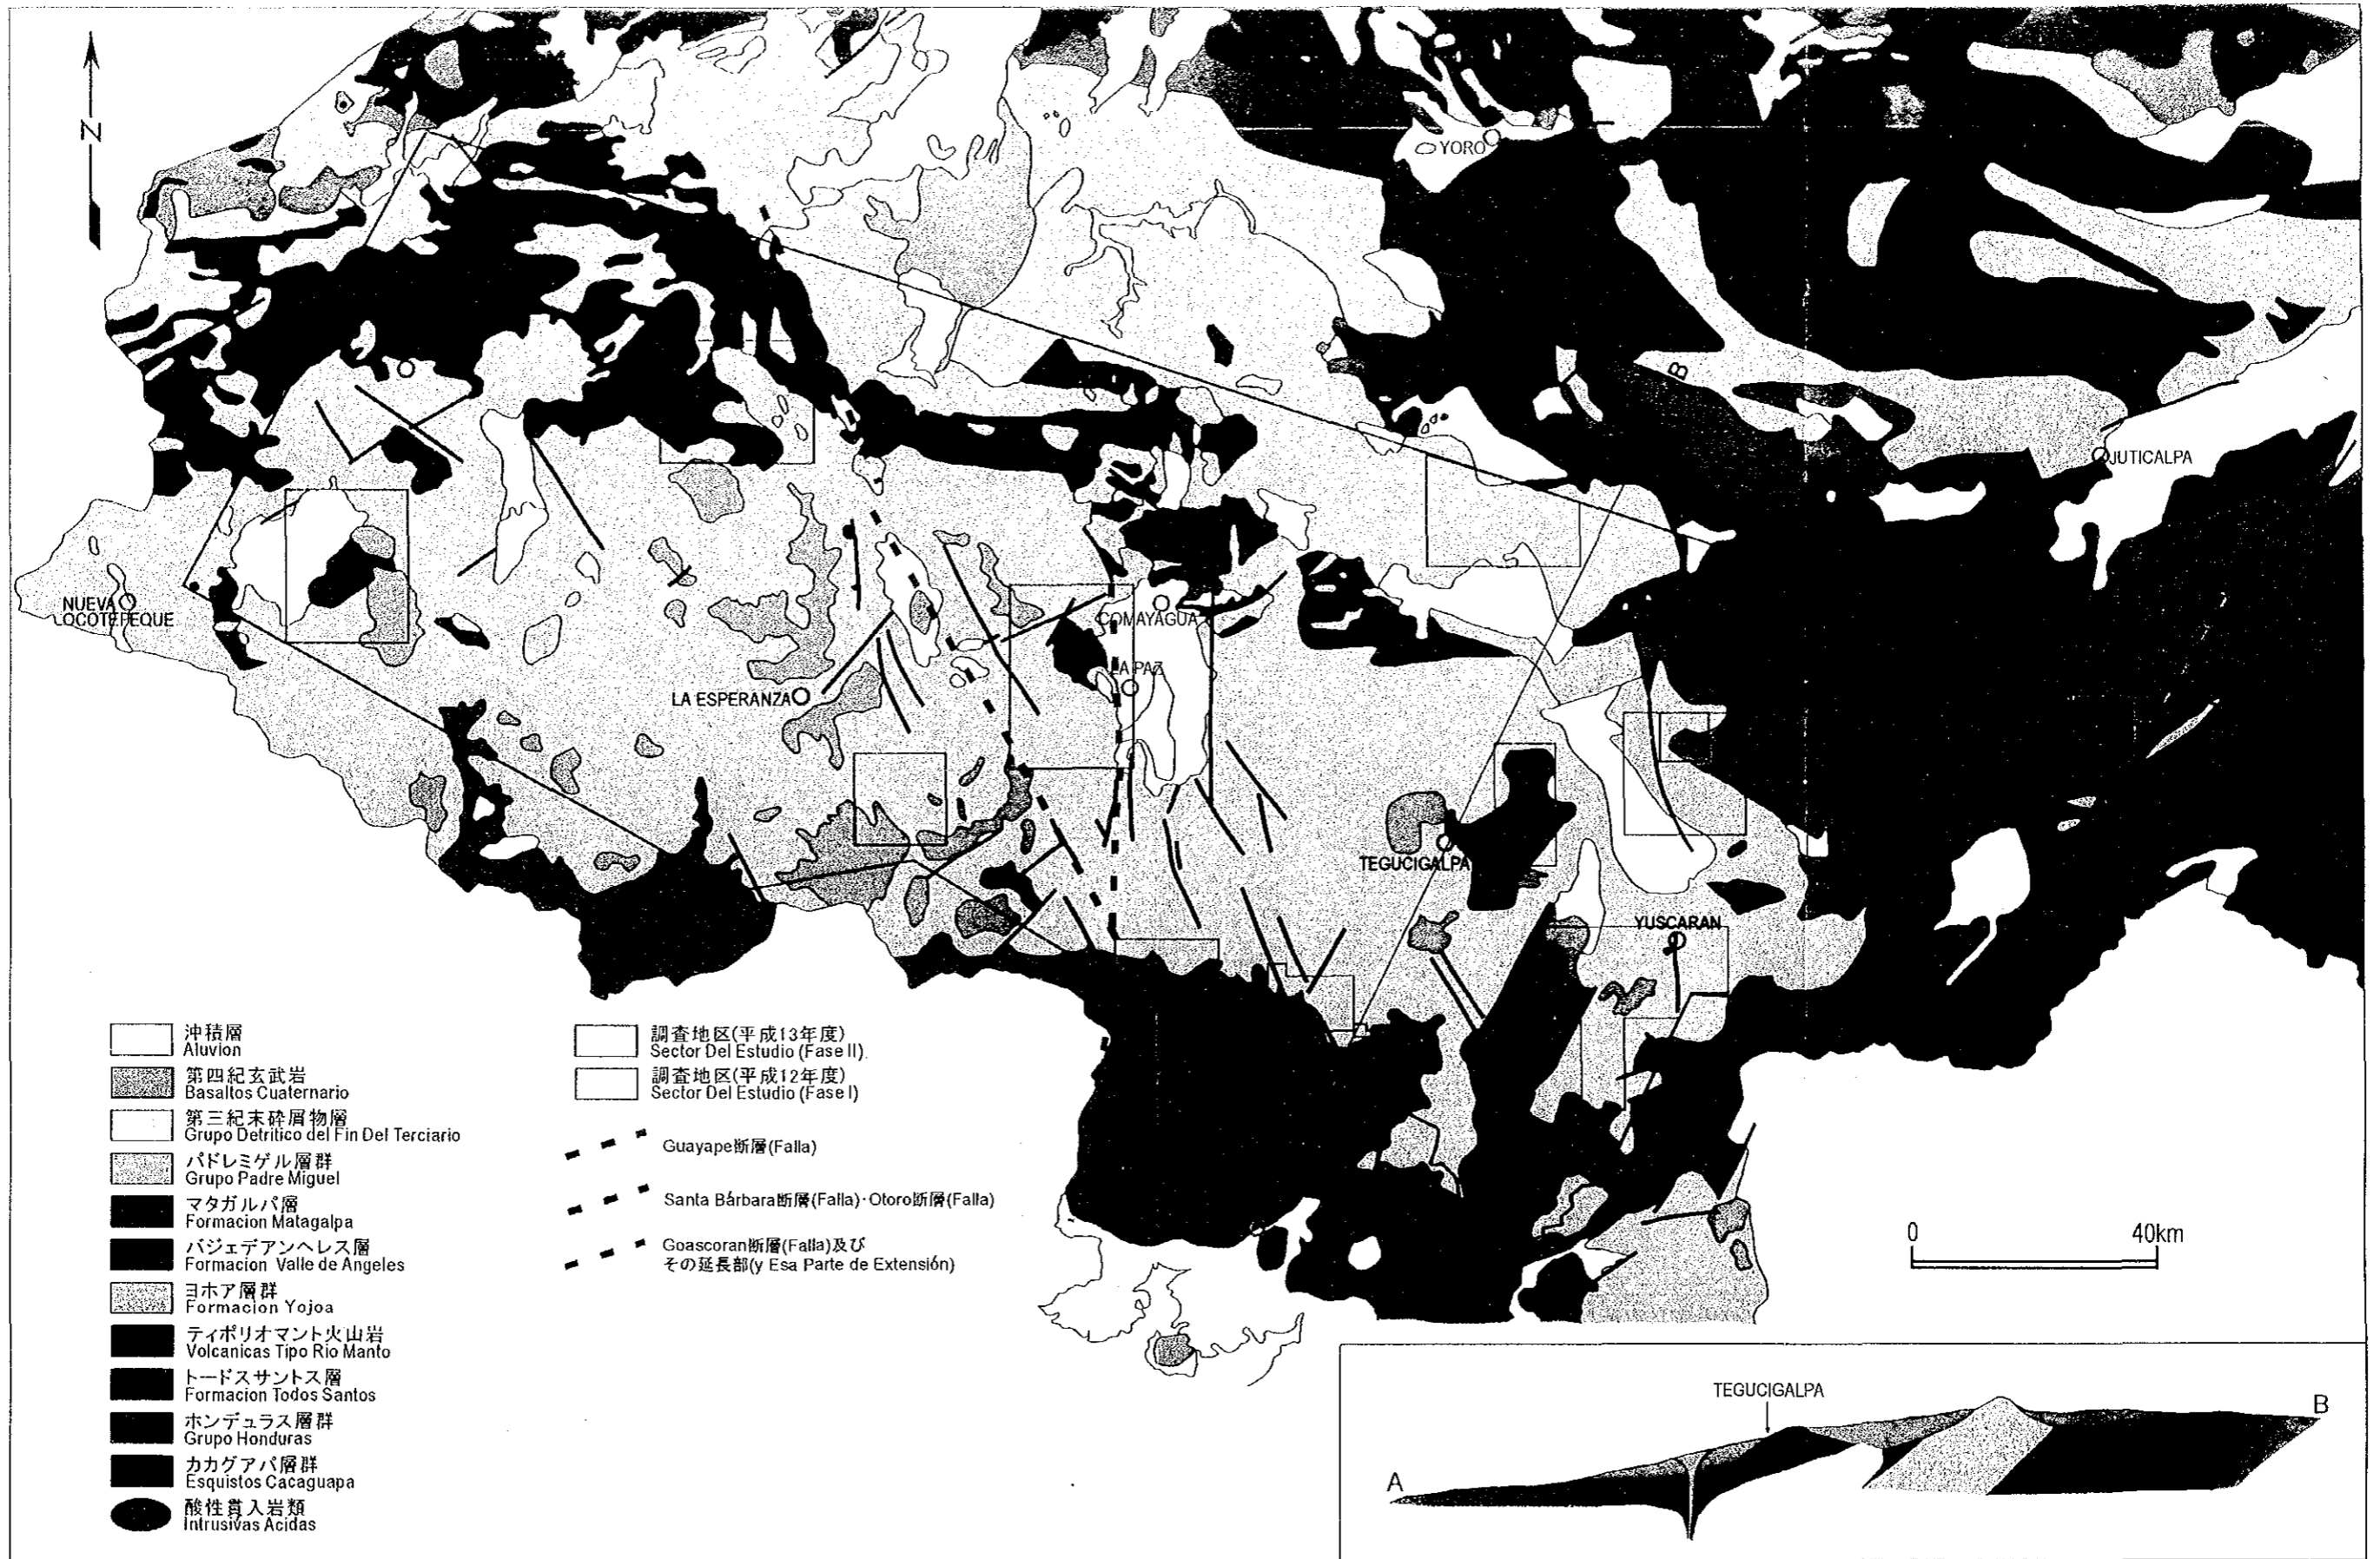 N
YORO
B
JUTICALPA
NUEVA
OCOTEPEQUE
COMAYAGUA
LA PAZ
LA ESPERANZA
TEGUCIGALPA
YUSCARAN
沖積層
Aluvion
第四紀玄武岩
Basaltos Cuaternario
第三紀末砕屑物層
Grupo Detritico del Fin Del Terciario
パドレミゲル層群
Grupo Padre Miguel
マタガルパ層
Formacion Matagalpa
バジェデアンヘレス層
Formacion Valle de Angeles
ヨホア層群
Formacion Yojoa
ティポリオマント火山岩
Volcanicas Tipo Rio Manto
トードスサントス層
Formacion Todos Santos
ホンデュラス層群
Grupo Honduras
カカグアパ層群
Esquistos Cacaguapa
酸性貫入岩類
Intrusivas Acidas
調査地区(平成13年度)
Sector Del Estudio (Fase II)
調査地区(平成12年度)
Sector Del Estudio (Fase I)
Guayape断層(Falla)
Santa Bárbara断層(Falla)・Otoro断層(Falla)
Goascoran断層(Falla)及び
その延長部(y Esa Parte de Extensión)
0 40km
TEGUCIGALPA
A
B